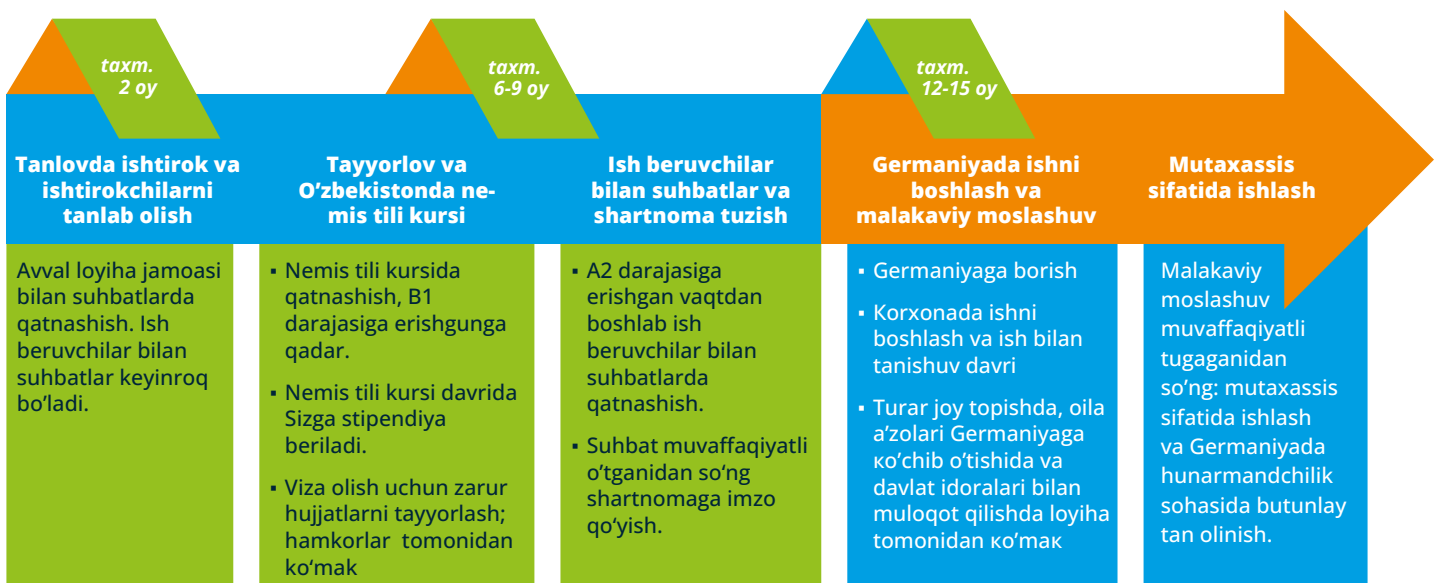 taxm.
2 oy
taxm.
6-9 oy
taxm.
12-15 oy
Tanlovda ishtirok va
ishtirokchilarni
tanlab olish
Tayyorlov va
O’zbekistonda ne-
mis tili kursi
Ish beruvchilar
bilan suhbatlar va
shartnoma tuzish
Germaniyada ishni
boshlash va
malakaviy moslashuv
Mutaxassis
sifatida ishlash
Avval loyiha jamoasi
bilan suhbatlarda
qatnashish. Ish
beruvchilar bilan
suhbatlar keyinroq
bo’ladi.
▪ Nemis tili kursida
qatnashish, B1
darajasiga erishgunga
qadar.
▪ Nemis tili kursi davrida
Sizga stipendiya
beriladi.
▪ Viza olish uchun zarur
hujjatlarni tayyorlash;
hamkorlar tomonidan
ko‘mak
▪ A2 darajasiga
erishgan vaqtdan
boshlab ish
beruvchilar bilan
suhbatlarda
qatnashish.
▪ Suhbat muvaffaqiyatli
o’tganidan so‘ng
shartnomaga imzo
qo’yish.
▪ Germaniyaga borish
▪ Korxonada ishni
boshlash va ish bilan
tanishuv davri
▪ Turar joy topishda, oila
a’zolari Germaniyaga
кo’chib o’tishida va
davlat idoralari bilan
muloqot qilishda loyiha
tomonidan кo’maк
Malakaviy
moslashuv
muvaffaqiyatli
tugaganidan
so’ng: mutaxassis
sifatida ishlash
va Germaniyada
hunarmandchilik
sohasida butunlay
tan olinish.